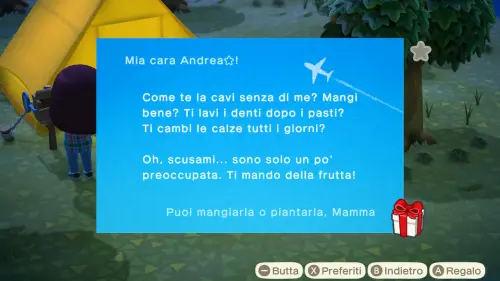 Mia cara Andrea☆!
Come te la cavi senza di me? Mangi
bene? Ti lavi i denti dopo i pasti?
Ti cambi le calze tutti i giorni?
Oh, scusami... sono solo un po'
preoccupata. Ti mando della frutta!
Puoi mangiarla o piantarla, Mamma
− Butta
X Preferiti
B Indietro
A Regalo